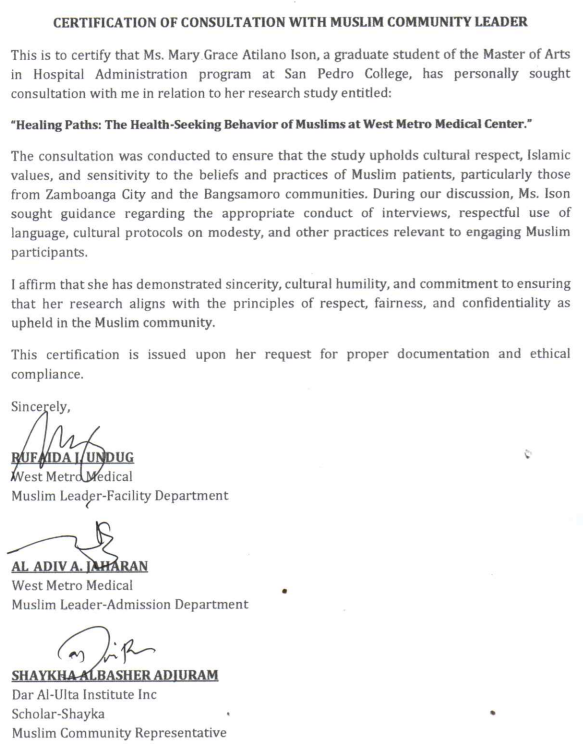 CERTIFICATION OF CONSULTATION WITH MUSLIM COMMUNITY LEADER
This is to certify that Ms. Mary Grace Atilano Ison, a graduate student of the Master of Arts
in Hospital Administration program at San Pedro College, has personally sought
consultation with me in relation to her research study entitled:
"Healing Paths: The Health-Seeking Behavior of Muslims at West Metro Medical Center."
The consultation was conducted to ensure that the study upholds cultural respect, Islamic
values, and sensitivity to the beliefs and practices of Muslim patients, particularly those
from Zamboanga City and the Bangsamoro communities. During our discussion, Ms. Ison
sought guidance regarding the appropriate conduct of interviews, respectful use of
language, cultural protocols on modesty, and other practices relevant to engaging Muslim
participants.
I affirm that she has demonstrated sincerity, cultural humility, and commitment to ensuring
that her research aligns with the principles of respect, fairness, and confidentiality as
upheld in the Muslim community.
This certification is issued upon her request for proper documentation and ethical
compliance.
Sincerely,
RUFAIDA I. UNDUG
West Metro Medical
Muslim Leader-Facility Department
AL ADIV A. JAHARAN
West Metro Medical
Muslim Leader-Admission Department
SHAYKHA ALBASHER ADJURAM
Dar Al-Ulta Institute Inc
Scholar-Shayka
Muslim Community Representative